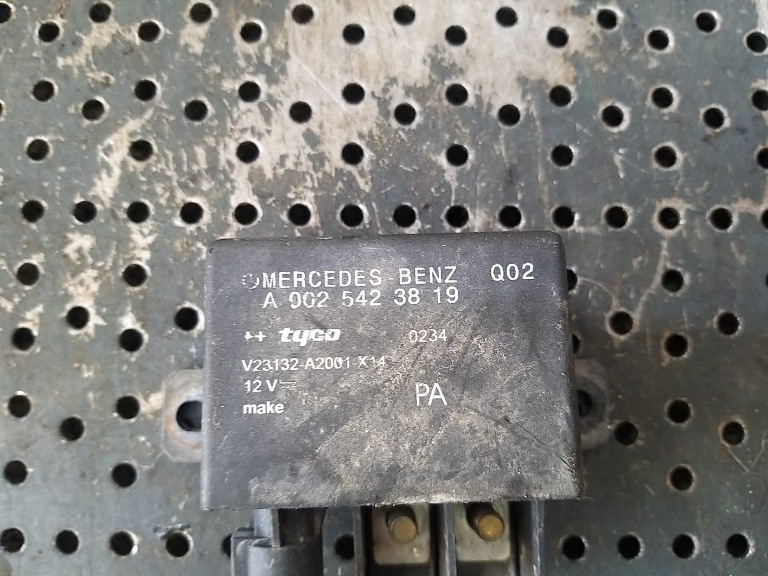 MERCEDES-BENZ Q02
A 002 542 38 19
tyco 0234
V23132-A2001-X14
12 V
make PA